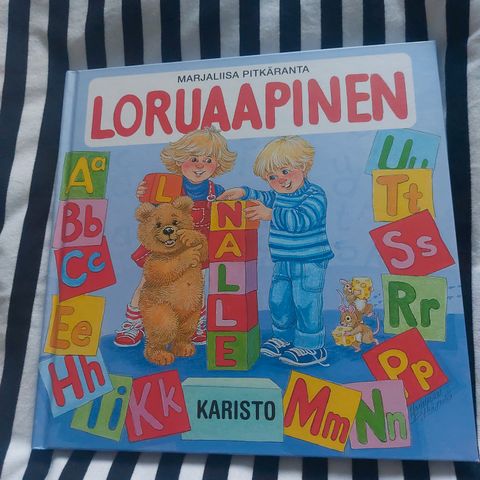 MARJALIISA PITKÄRANTA
LORUAAPINEN
Aa
Bb
Cc
Ee
Hh
Ii
Kk
L
NALLE
Uu
Tt
Ss
Rr
Pp
Nn
Mm
KARISTO